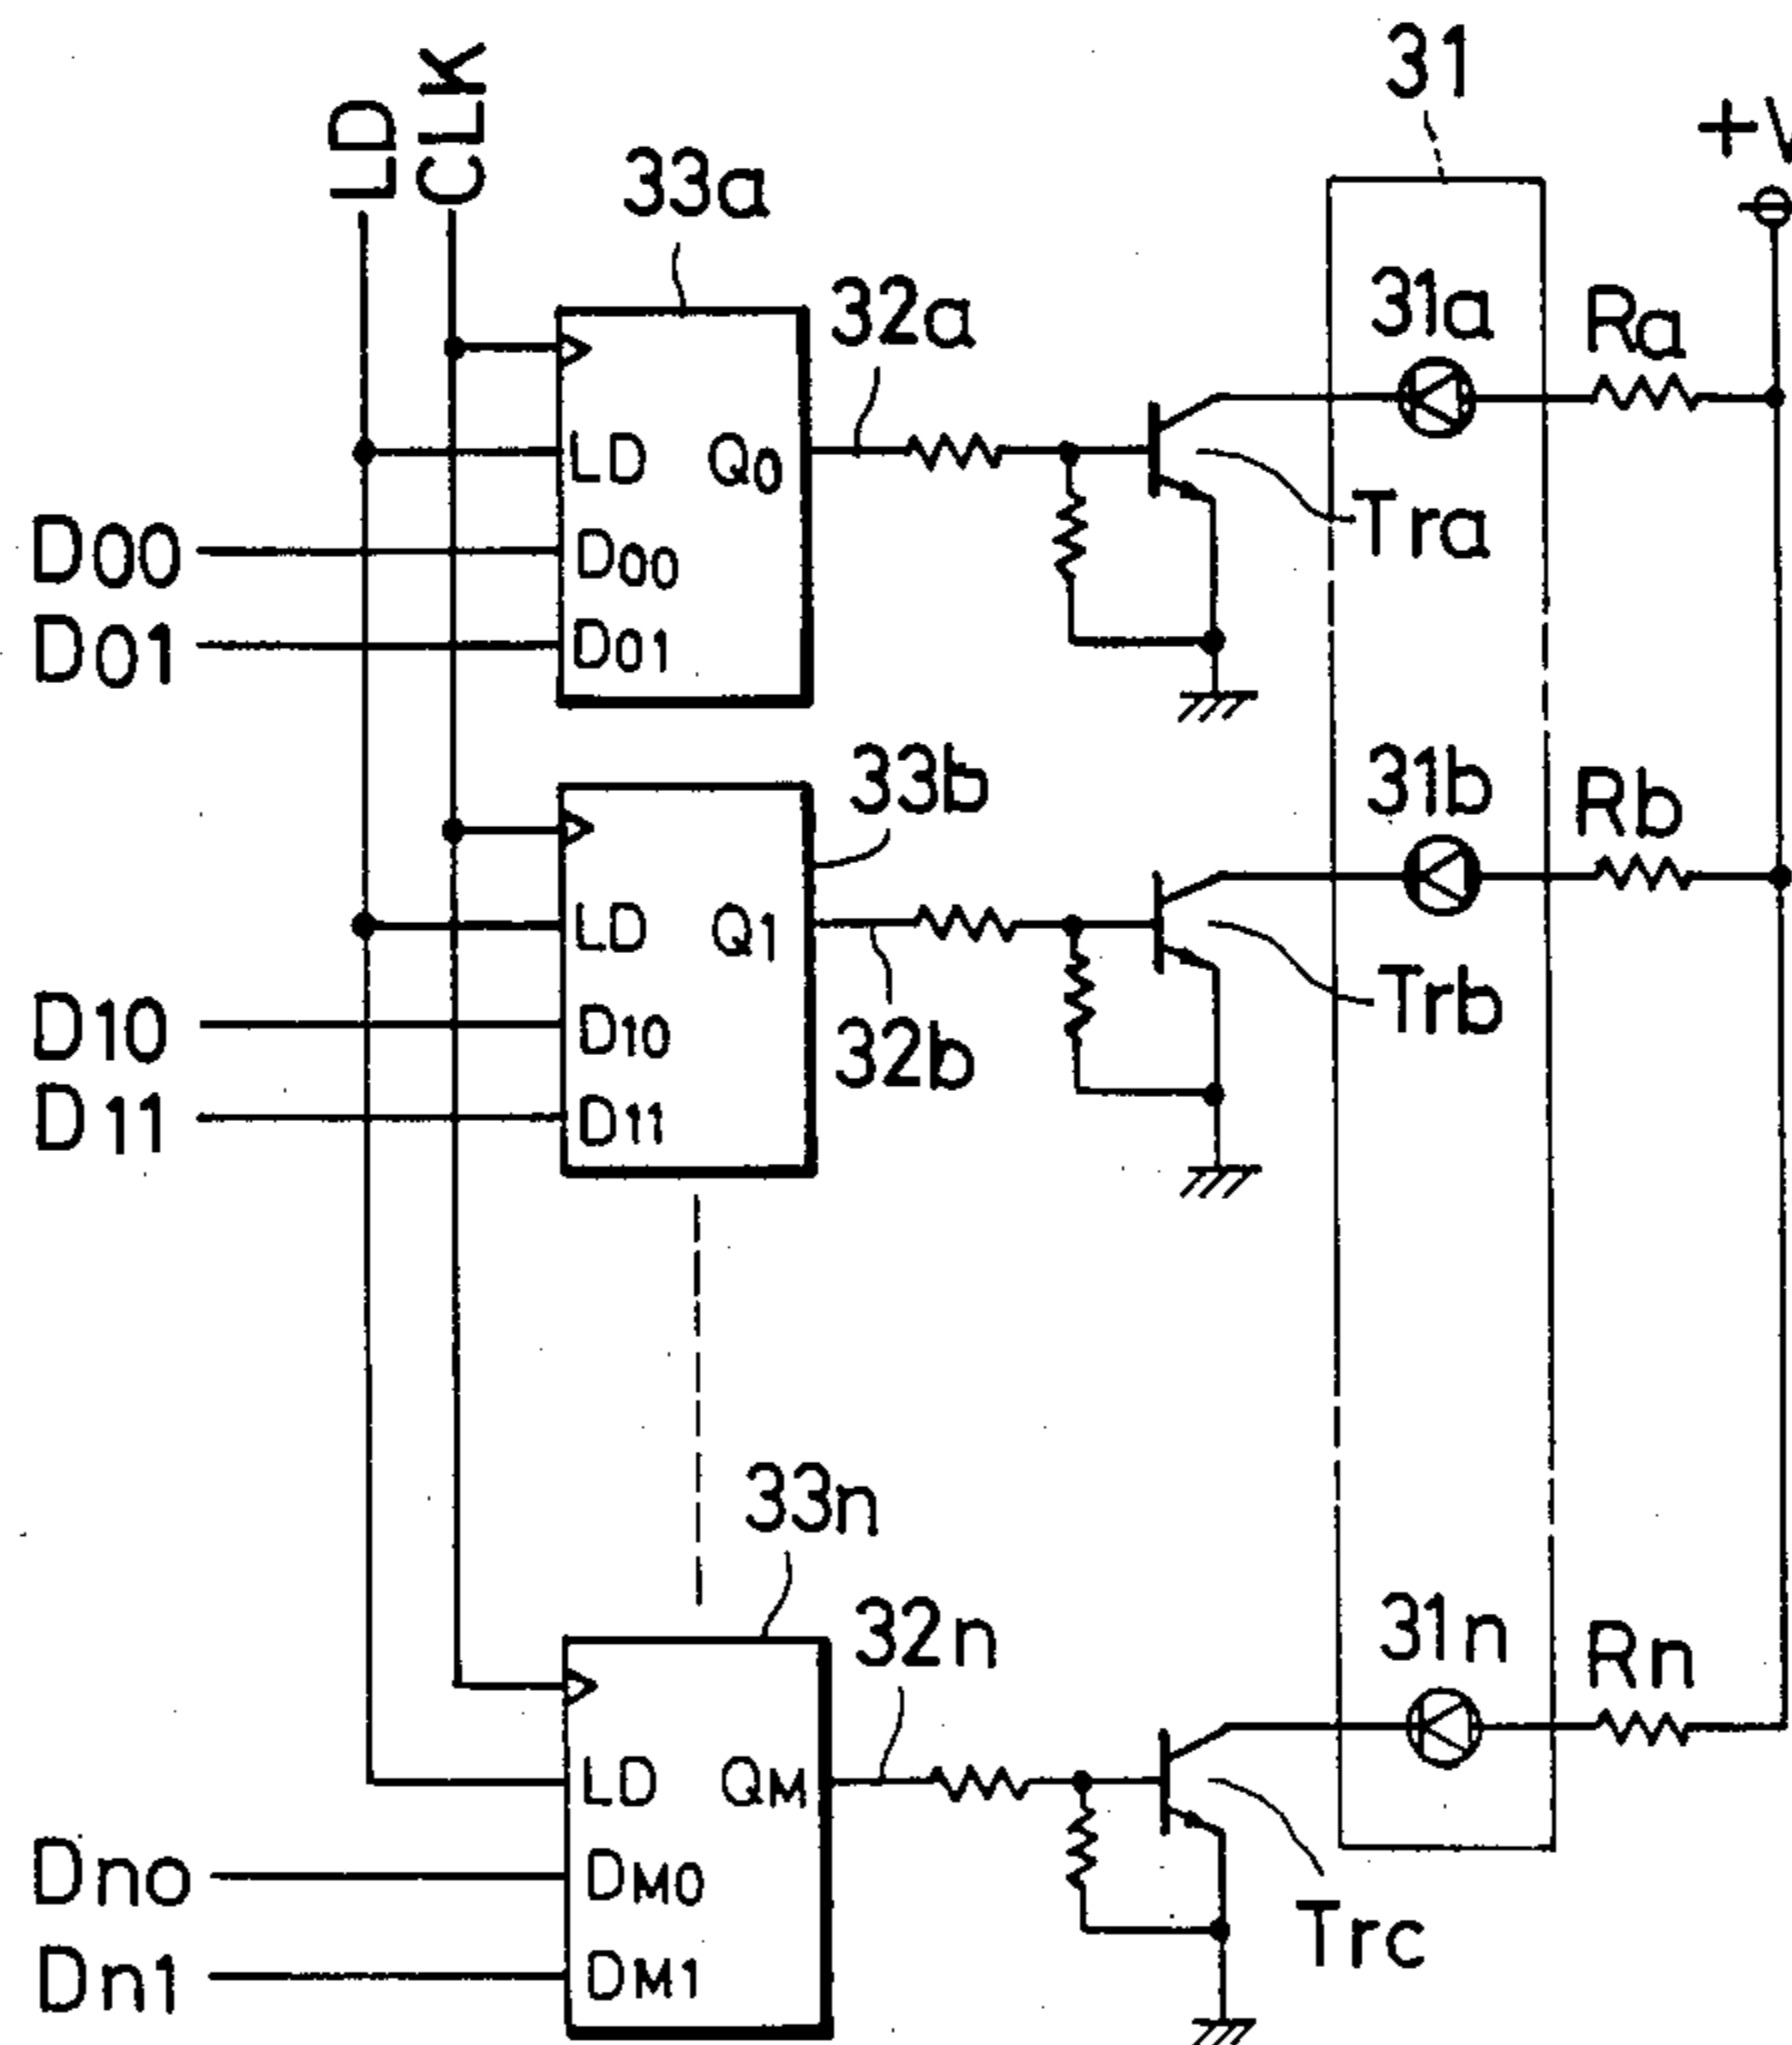 LD
CLK
31
+V
33a
32a
31a
Ra
LD
Q0
D00
D00
D01
D01
Tra
33b
31b
Rb
LD
Q1
D10
D10
D11
D11
32b
Trb
33n
32n
31n
Rn
LD
QM
Dno
DM0
Dn1
DM1
Trc